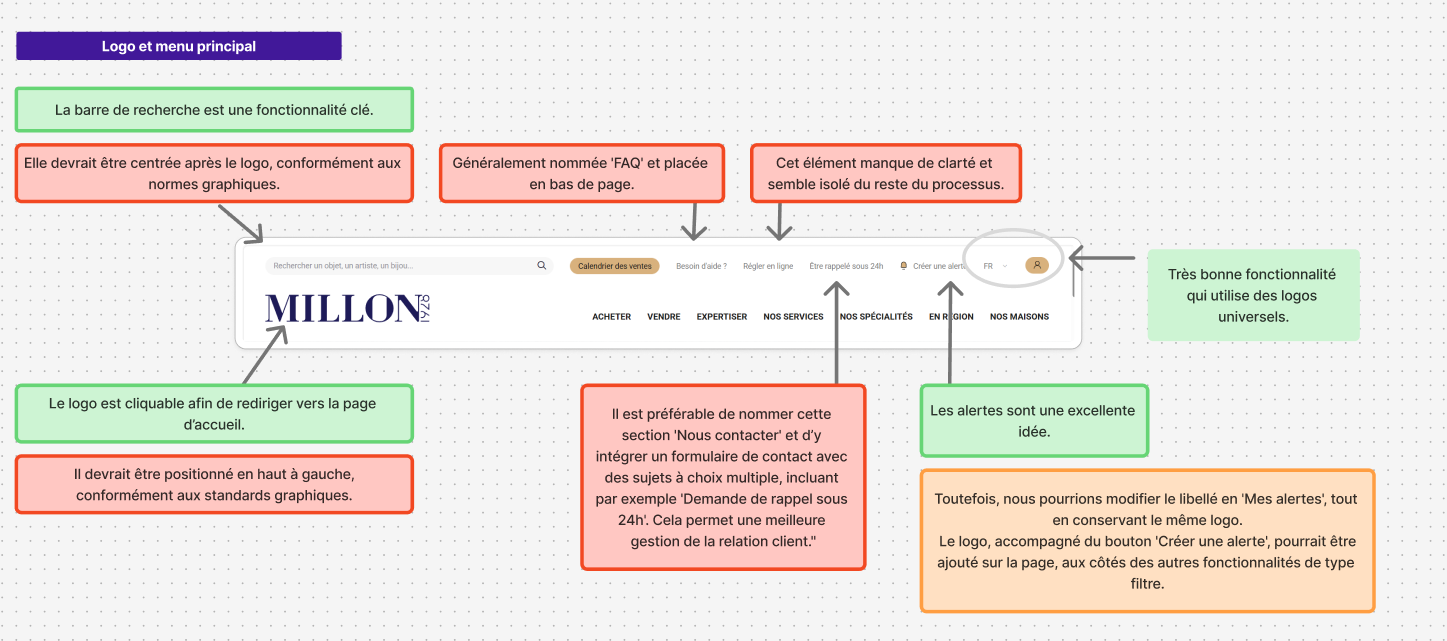 Logo et menu principal
La barre de recherche est une fonctionnalité clé.
Elle devrait être centrée après le logo, conformément aux
normes graphiques.
Généralement nommée 'FAQ' et placée
en bas de page.
Cet élément manque de clarté et
semble isolé du reste du processus.
Rechercher un objet, un artiste, un bijou...
Calendrier des ventes
Besoin d'aide ?
Régler en ligne
Être rappelé sous 24h
Créer une alerte
FR
MILLON
1928
ACHETER
VENDRE
EXPERTISER
NOS SERVICES
NOS SPÉCIALITÉS
EN RÉGION
NOS MAISONS
Très bonne fonctionnalité
qui utilise des logos
universels.
Le logo est cliquable afin de rediriger vers la page
d’accueil.
Il devrait être positionné en haut à gauche,
conformément aux standards graphiques.
Il est préférable de nommer cette
section 'Nous contacter' et d’y
intégrer un formulaire de contact avec
des sujets à choix multiple, incluant
par exemple 'Demande de rappel sous
24h'. Cela permet une meilleure
gestion de la relation client."
Les alertes sont une excellente
idée.
Toutefois, nous pourrions modifier le libellé en 'Mes alertes', tout
en conservant le même logo.
Le logo, accompagné du bouton 'Créer une alerte', pourrait être
ajouté sur la page, aux côtés des autres fonctionnalités de type
filtre.